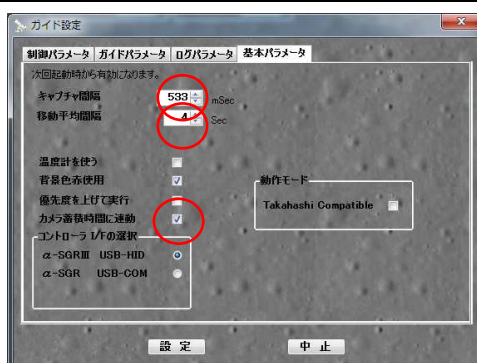 ガイド設定
制御パラメータ ガイドパラメータ ログパラメータ 基本パラメータ
次回起動時から有効になります。
キャプチャ間隔 533 mSec
移動平均間隔 4 Sec
温度計を使う
背景色赤使用
優先度を上げて実行
カメラ蓄積時間に連動
動作モード
Takahashi Compatible
コントローラ I/Fの選択
α-SGRⅢ USB-HID
α-SGR USB-COM
設 定 中 止